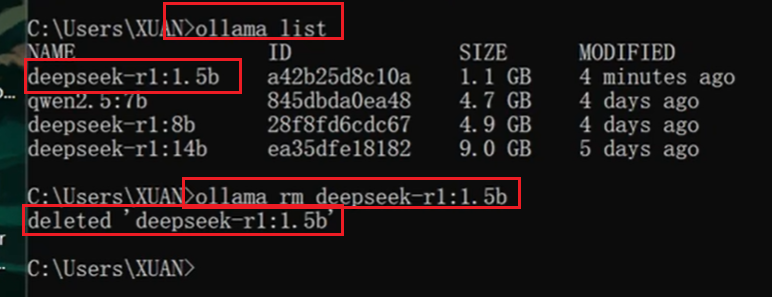 C:\Users\XUAN>ollama list
NAME ID SIZE MODIFIED
deepseek-r1:1.5b a42b25d8c10a 1.1 GB 4 minutes ago
qwen2.5:7b 845dbda0ea48 4.7 GB 4 days ago
deepseek-r1:8b 28f8fd6cdc67 4.9 GB 4 days ago
deepseek-r1:14b ea35dfe18182 9.0 GB 5 days ago
C:\Users\XUAN>ollama rm deepseek-r1:1.5b
deleted 'deepseek-r1:1.5b'
C:\Users\XUAN>